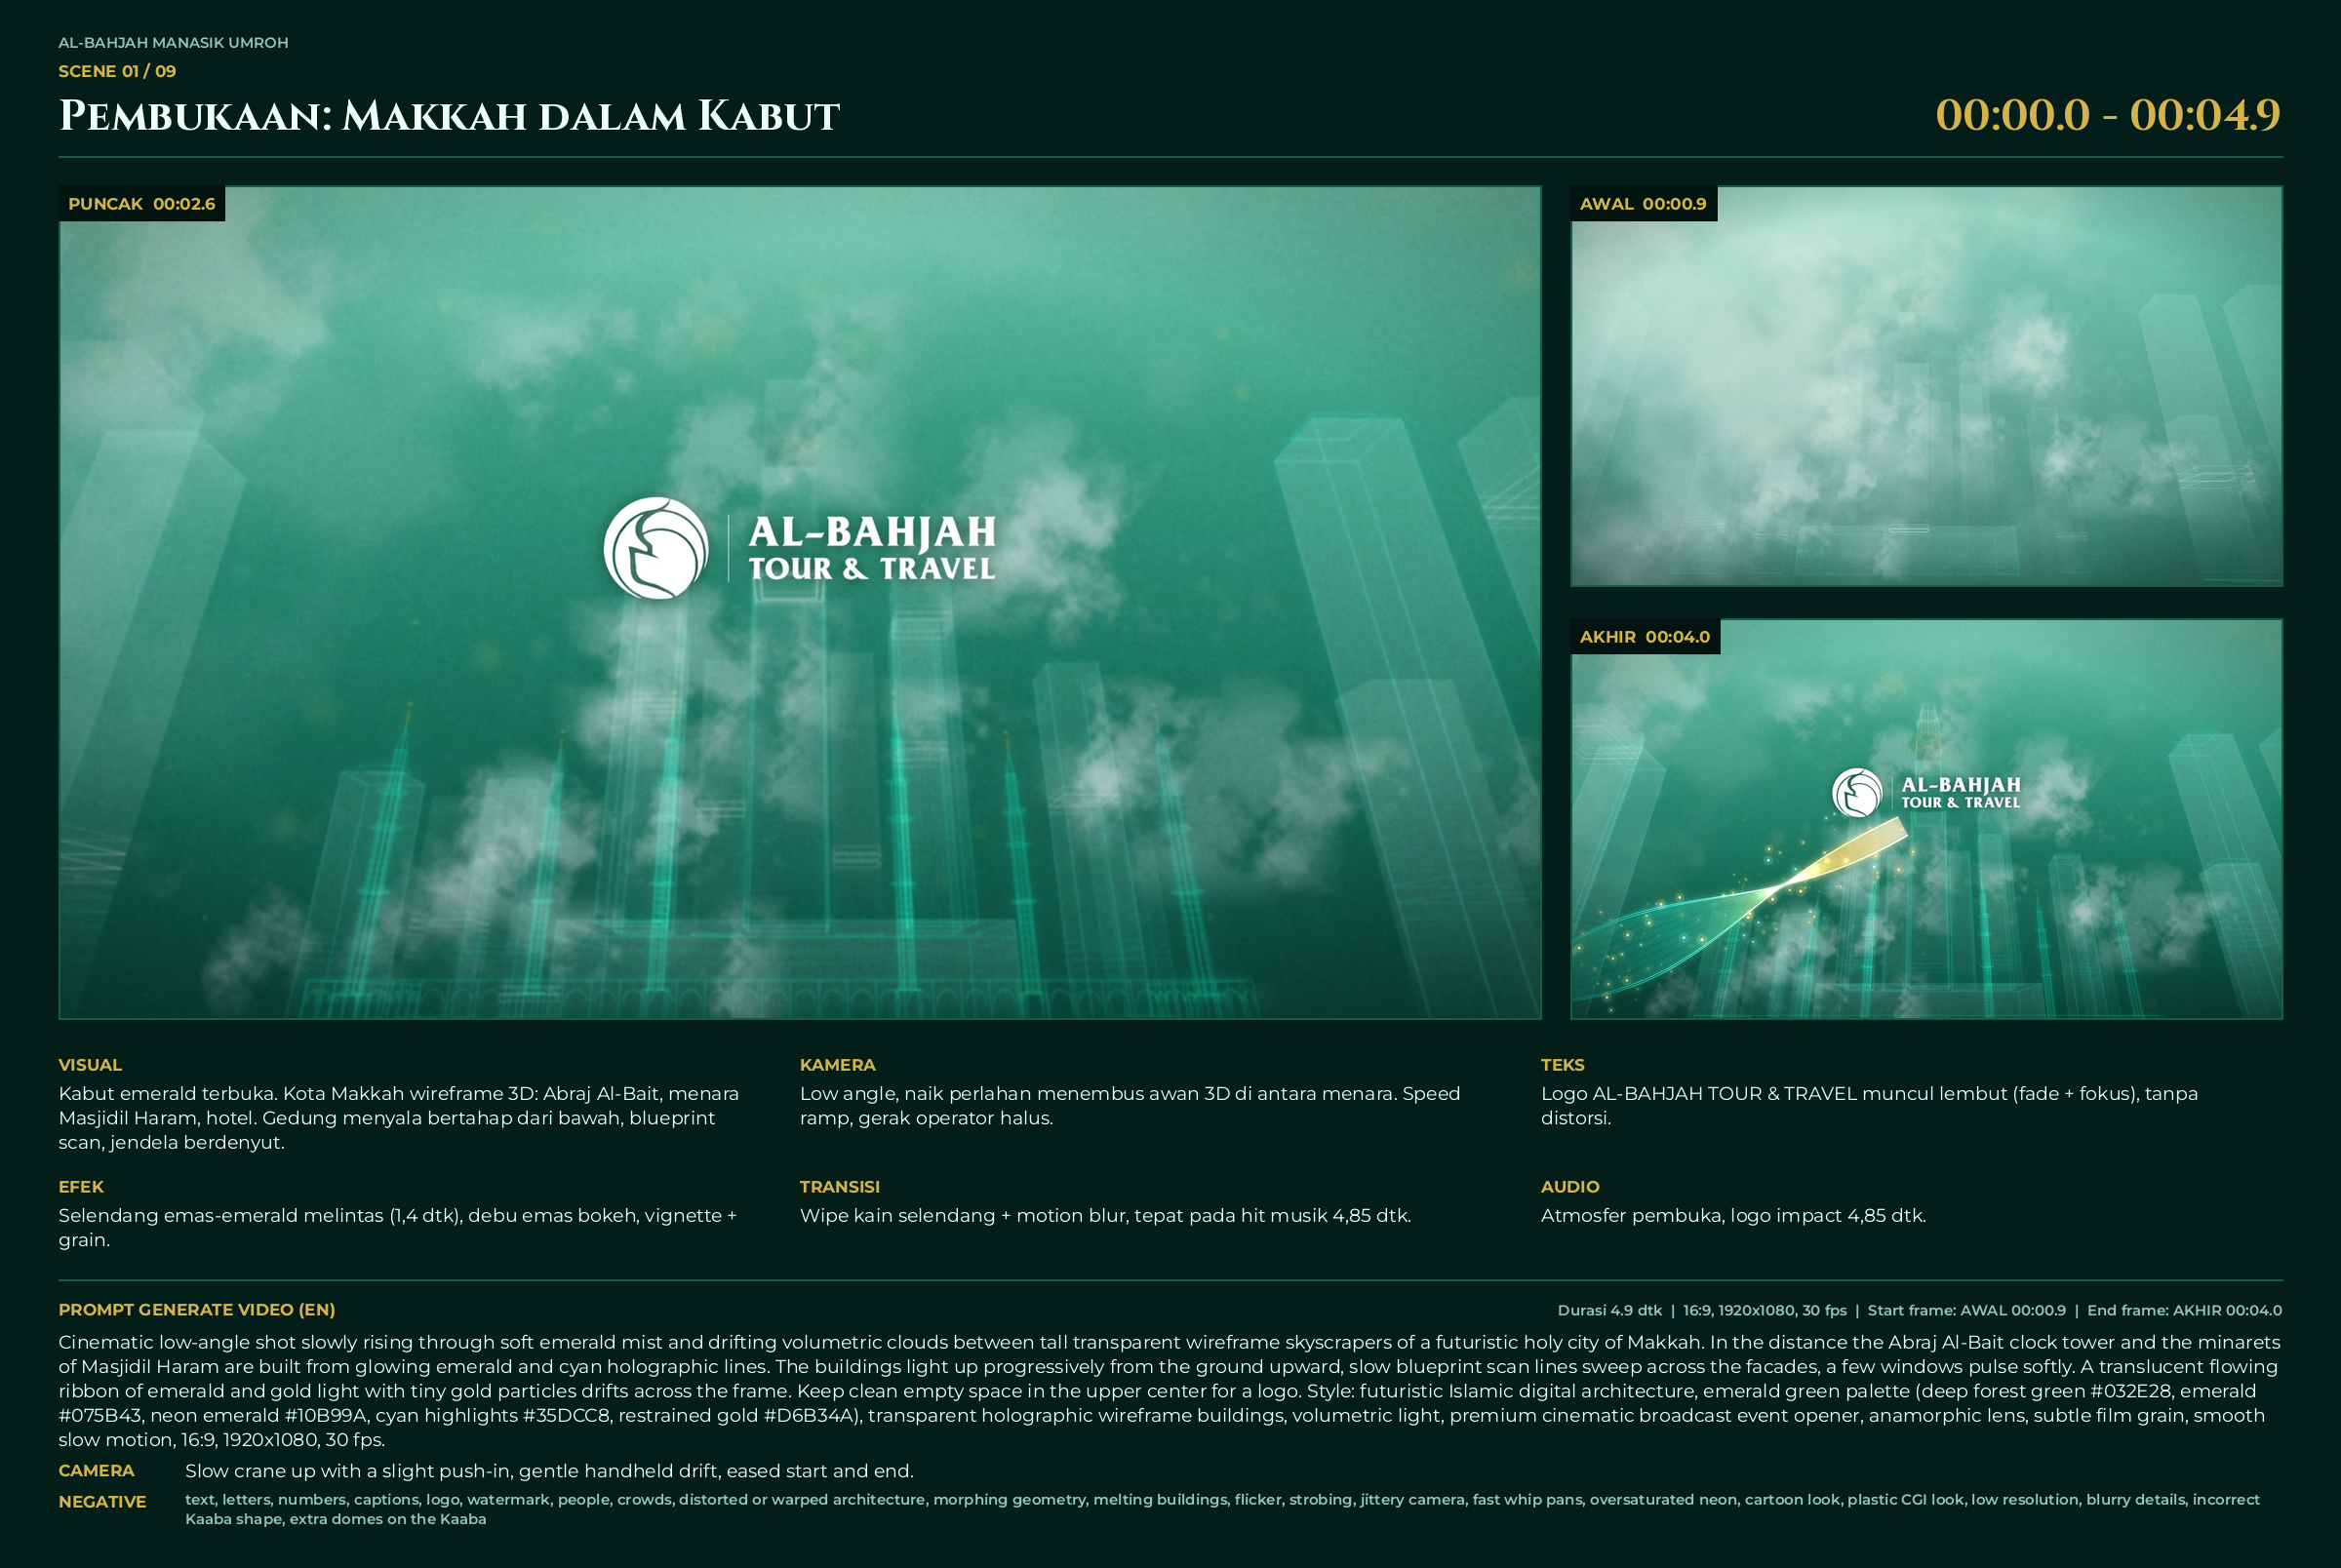 AL-BAHJAH MANASIK UMROH
SCENE 01 / 09
PEMBUKAAN: MAKKAH DALAM KABUT
00:00.0 - 00:04.9
PUNCAK 00:02.6
AL-BAHJAH
TOUR & TRAVEL
AWAL 00:00.9
AKHIR 00:04.0
AL-BAHJAH
TOUR & TRAVEL
VISUAL
Kabut emerald terbuka. Kota Makkah wireframe 3D: Abraj Al-Bait, menara
Masjidil Haram, hotel. Gedung menyala bertahap dari bawah, blueprint
scan, jendela berdenyut.
KAMERA
Low angle, naik perlahan menembus awan 3D di antara menara. Speed
ramp, gerak operator halus.
TEKS
Logo AL-BAHJAH TOUR & TRAVEL muncul lembut (fade + fokus), tanpa
distorsi.
EFEK
Selendang emas-emerald melintas (1,4 dtk), debu emas bokeh, vignette +
grain.
TRANSISI
Wipe kain selendang + motion blur, tepat pada hit musik 4,85 dtk.
AUDIO
Atmosfer pembuka, logo impact 4,85 dtk.
PROMPT GENERATE VIDEO (EN)
Durasi 4.9 dtk | 16:9, 1920x1080, 30 fps | Start frame: AWAL 00:00.9 | End frame: AKHIR 00:04.0
Cinematic low-angle shot slowly rising through soft emerald mist and drifting volumetric clouds between tall transparent wireframe skyscrapers of a futuristic holy city of Makkah. In the distance the Abraj Al-Bait clock tower and the minarets
of Masjidil Haram are built from glowing emerald and cyan holographic lines. The buildings light up progressively from the ground upward, slow blueprint scan lines sweep across the facades, a few windows pulse softly. A translucent flowing
ribbon of emerald and gold light with tiny gold particles drifts across the frame. Keep clean empty space in the upper center for a logo. Style: futuristic Islamic digital architecture, emerald green palette (deep forest green #032E28, emerald
#075B43, neon emerald #10B99A, cyan highlights #35DCC8, restrained gold #D6B34A), transparent holographic wireframe buildings, volumetric light, premium cinematic broadcast event opener, anamorphic lens, subtle film grain, smooth
slow motion, 16:9, 1920x1080, 30 fps.
CAMERA Slow crane up with a slight push-in, gentle handheld drift, eased start and end.
NEGATIVE text, letters, numbers, captions, logo, watermark, people, crowds, distorted or warped architecture, morphing geometry, melting buildings, flicker, strobing, jittery camera, fast whip pans, oversaturated neon, cartoon look, plastic CGI look, low resolution, blurry details, incorrect
Kaaba shape, extra domes on the Kaaba